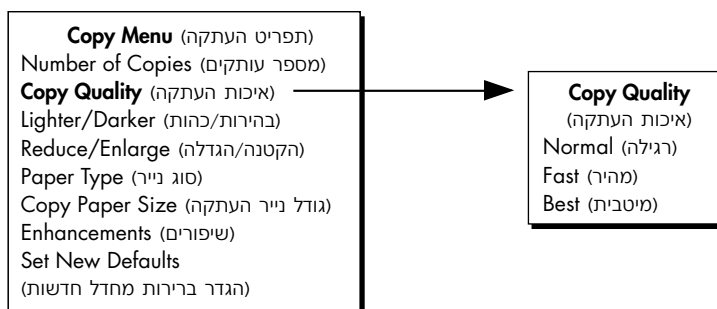 Copy Menu (תפריט העתקה)
Number of Copies (מספר עותקים)
Copy Quality (איכות העתקה)
Lighter/Darker (בהירות/כהות)
Reduce/Enlarge (הקטנה/הגדלה)
Paper Type (סוג נייר)
Copy Paper Size (גודל נייר העתקה)
Enhancements (שיפורים)
Set New Defaults
(הגדר ברירות מחדל חדשות)
Copy Quality
(איכות העתקה)
Normal (רגילה)
Fast (מהיר)
Best (מיטבית)